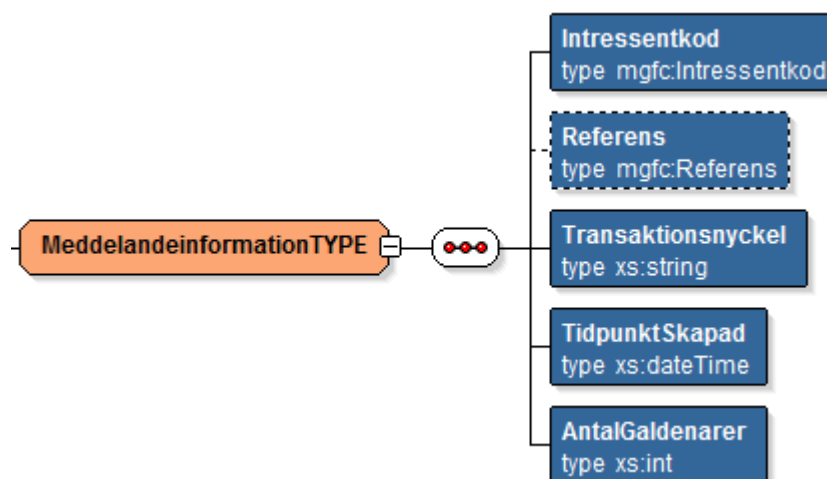 Intressentkod
type mgfc:Intressentkod
Referens
type mgfc:Referens
MeddelandeinformationTYPE
Transaktionsnyckel
type xs:string
TidpunktSkapad
type xs:dateTime
AntalGaldenarer
type xs:int